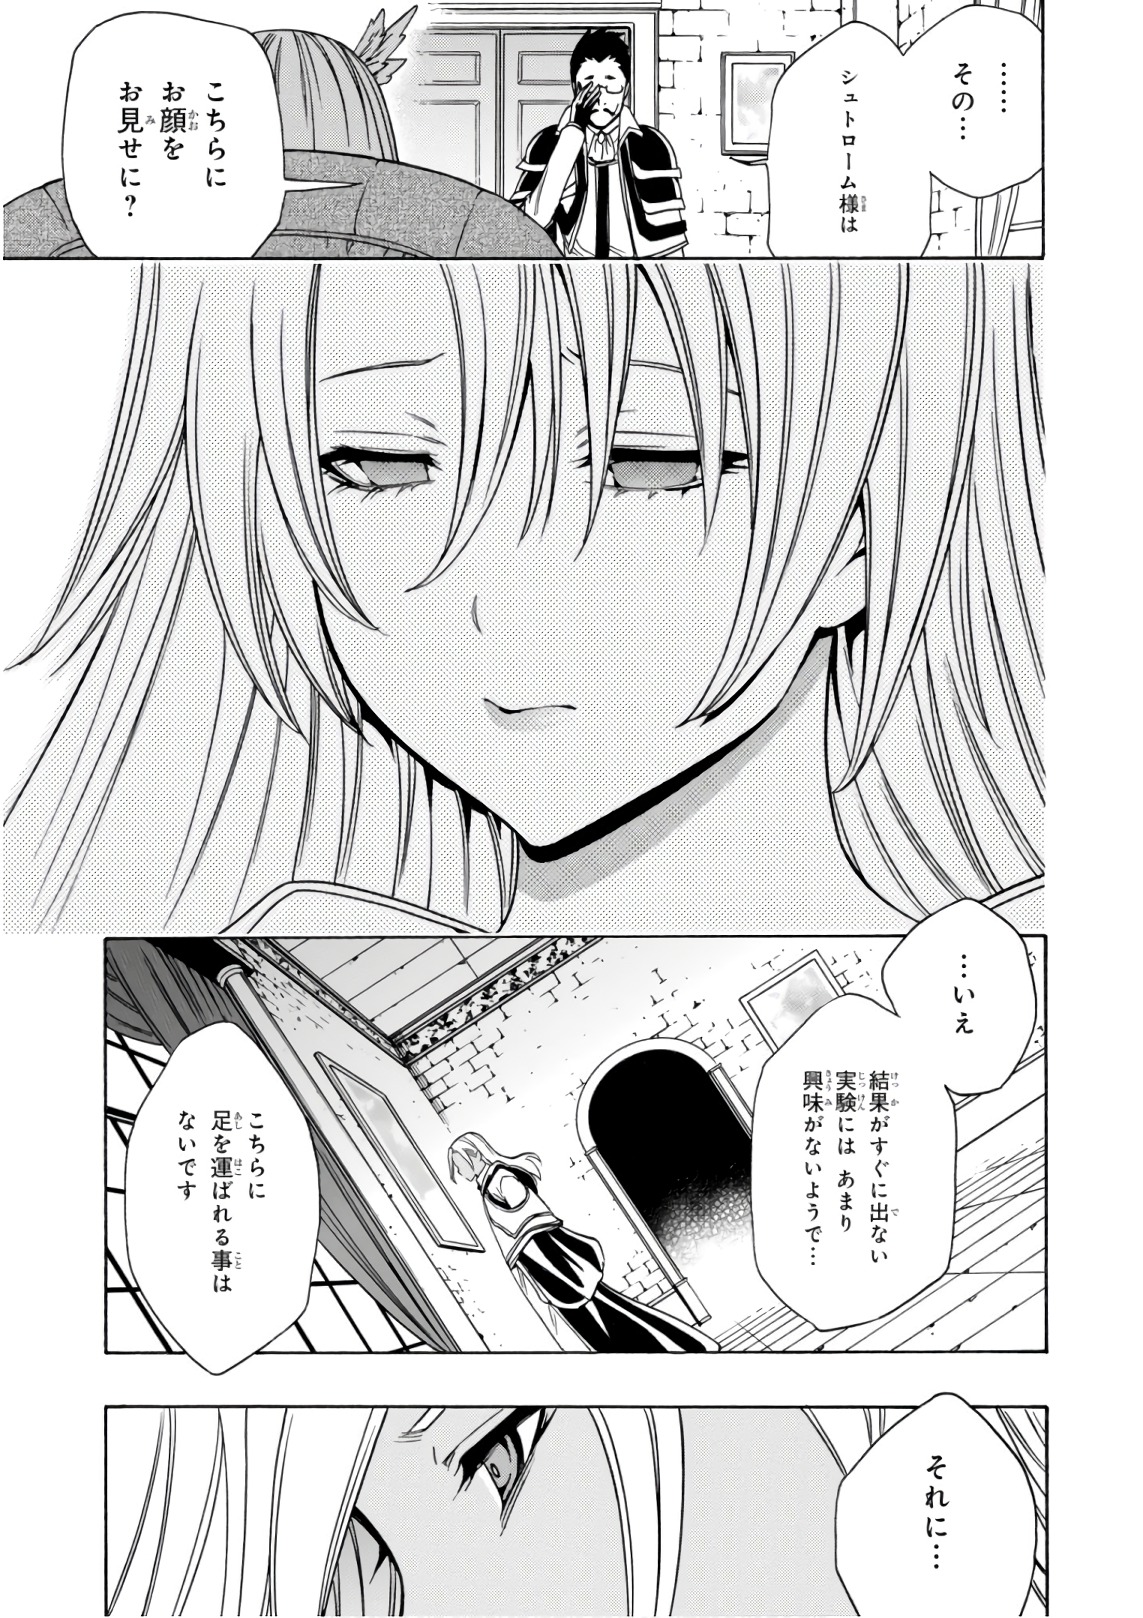 ……
その…
シュトローム様は
こちらに
お顔を
お見せに？
…いえ
結果がすぐに出ない
実験には あまり
興味がないようで…
こちらに
足を運ばれる事は
ないです
それに…